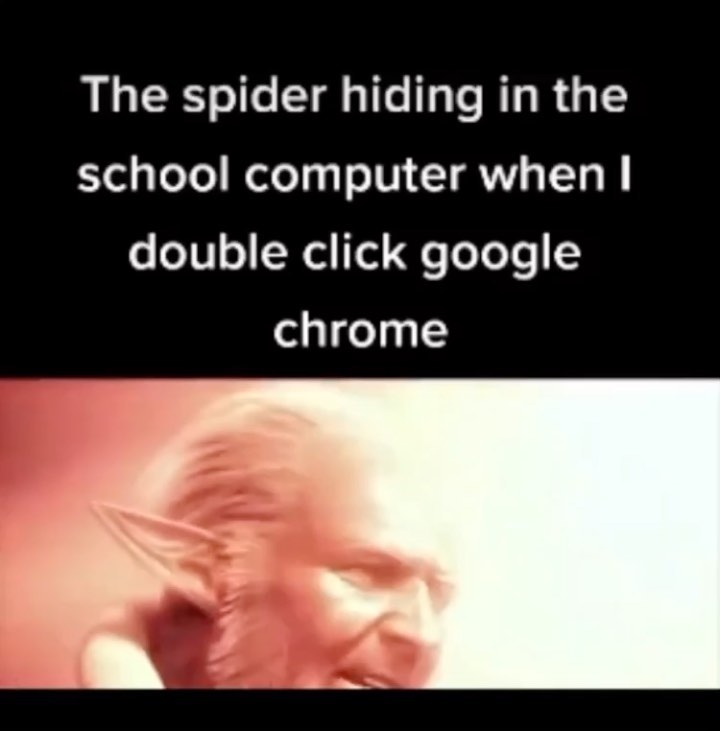 The spider hiding in the
school computer when I
double click google
chrome